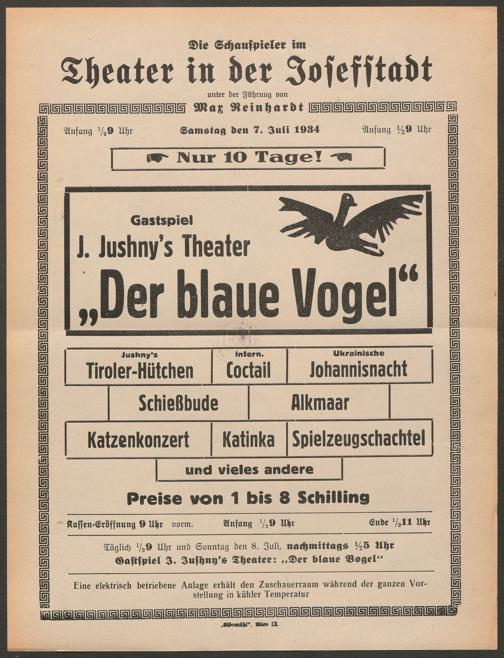 Die Schauspieler im
Theater in der Josefstadt
unter der Führung von
Max Reinhardt
Anfang ½9 Uhr Samstag den 7. Juli 1934 Anfang ½9 Uhr
Nur 10 Tage!
Gastspiel
J. Jushny's Theater
„Der blaue Vogel“
Jushny's Intern. Ukrainische
Tiroler-Hütchen Coctail Johannisnacht
Schießbude Alkmaar
Katzenkonzert Katinka Spielzeugschachtel
und vieles andere
Preise von 1 bis 8 Schilling
Kassen-Eröffnung 9 Uhr vorm. Anfang ½9 Uhr Ende ½11 Uhr
Täglich ½9 Uhr und Sonntag den 8. Juli, nachmittags ½5 Uhr
Gastspiel J. Jushny's Theater: „Der blaue Vogel“
Eine elektrisch betriebene Anlage erhält den Zuschauerraum während der ganzen Vor-
stellung in kühler Temperatur
Wien IX.